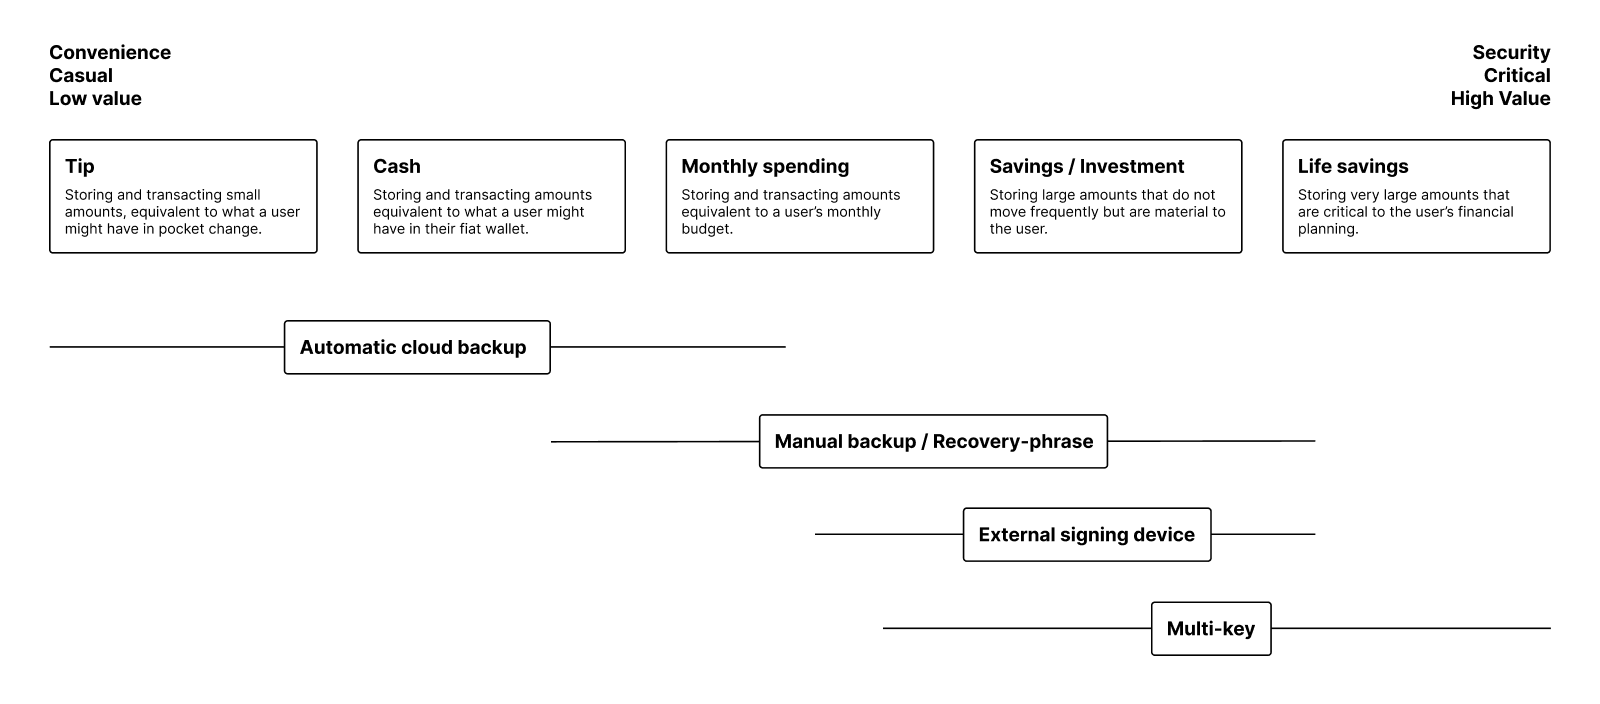 Convenience
Casual
Low value
Security
Critical
High Value
Tip
Storing and transacting small
amounts, equivalent to what a user
might have in pocket change.
Cash
Storing and transacting amounts
equivalent to what a user might
have in their fiat wallet.
Monthly spending
Storing and transacting amounts
equivalent to a user’s monthly
budget.
Savings / Investment
Storing large amounts that do not
move frequently but are material to
the user.
Life savings
Storing very large amounts that
are critical to the user’s financial
planning.
Automatic cloud backup
Manual backup / Recovery-phrase
External signing device
Multi-key